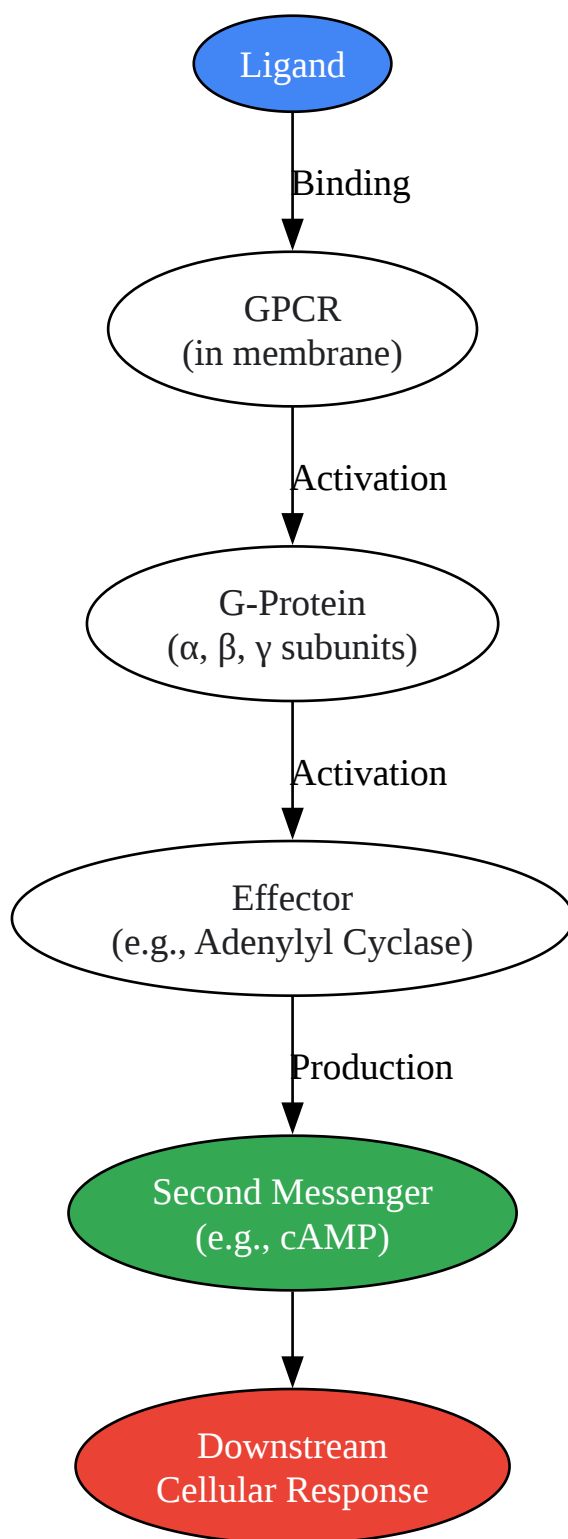 Ligand
Binding
GPCR
(in membrane)
Activation
G-Protein
(α, β, γ subunits)
Activation
Effector
(e.g., Adenylyl Cyclase)
Production
Second Messenger
(e.g., cAMP)
Downstream
Cellular Response